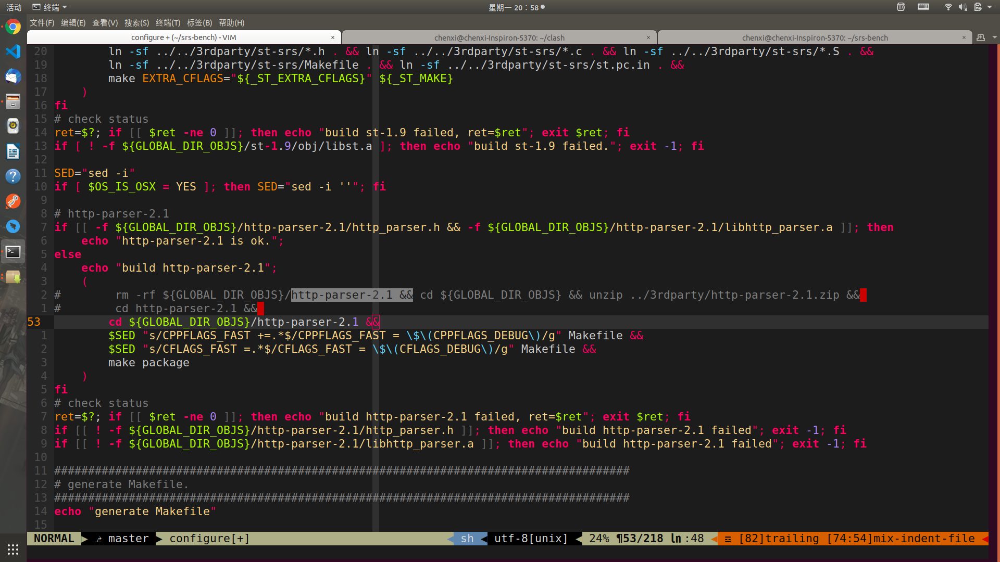 活动 终端 星期一 20：58
文件(F) 编辑(E) 查看(V) 搜索(S) 终端(T) 标签(B) 帮助(H)
configure + (~/srs-bench) - VIM × chenxi@chenxi-Inspiron-5370: ~/clash × chenxi@chenxi-Inspiron-5370: ~/srs-bench ×
20         ln -sf ../../3rdparty/st-srs/*.h . && ln -sf ../../3rdparty/st-srs/*.c . && ln -sf ../../3rdparty/st-srs/*.S . &&
19         ln -sf ../../3rdparty/st-srs/Makefile . && ln -sf ../../3rdparty/st-srs/st.pc.in . &&
18         make EXTRA_CFLAGS="${_ST_EXTRA_CFLAGS}" ${_ST_MAKE}
17     )
16 fi
15 # check status
14 ret=$?; if [[ $ret -ne 0 ]]; then echo "build st-1.9 failed, ret=$ret"; exit $ret; fi
13 if [ ! -f ${GLOBAL_DIR_OBJS}/st-1.9/obj/libst.a ]; then echo "build st-1.9 failed."; exit -1; fi
12
11 SED="sed -i"
10 if [ $OS_IS_OSX = YES ]; then SED="sed -i ''"; fi
9
8 # http-parser-2.1
7 if [[ -f ${GLOBAL_DIR_OBJS}/http-parser-2.1/http_parser.h && -f ${GLOBAL_DIR_OBJS}/http-parser-2.1/libhttp_parser.a ]]; then
6     echo "http-parser-2.1 is ok.";
5 else
4     echo "build http-parser-2.1";
3     (
2 #        rm -rf ${GLOBAL_DIR_OBJS}/http-parser-2.1 && cd ${GLOBAL_DIR_OBJS} && unzip ../3rdparty/http-parser-2.1.zip &&
1 #        cd http-parser-2.1 &&
53         cd ${GLOBAL_DIR_OBJS}/http-parser-2.1 &&
1         $SED "s/CPPFLAGS_FAST +=.*$/CPPFLAGS_FAST = \$\(CPPFLAGS_DEBUG\)/g" Makefile &&
2         $SED "s/CFLAGS_FAST =.*$/CFLAGS_FAST = \$\(CFLAGS_DEBUG\)/g" Makefile &&
3         make package
4     )
5 fi
6 # check status
7 ret=$?; if [[ $ret -ne 0 ]]; then echo "build http-parser-2.1 failed, ret=$ret"; exit $ret; fi
8 if [[ ! -f ${GLOBAL_DIR_OBJS}/http-parser-2.1/http_parser.h ]]; then echo "build http-parser-2.1 failed"; exit -1; fi
9 if [[ ! -f ${GLOBAL_DIR_OBJS}/http-parser-2.1/libhttp_parser.a ]]; then echo "build http-parser-2.1 failed"; exit -1; fi
10
11 #####################################################################################
12 # generate Makefile.
13 #####################################################################################
14 echo "generate Makefile"
15
NORMAL master configure[+] sh utf-8[unix] 24% ¶53/218 ln :48 ☲ [82]trailing [74:54]mix-indent-file